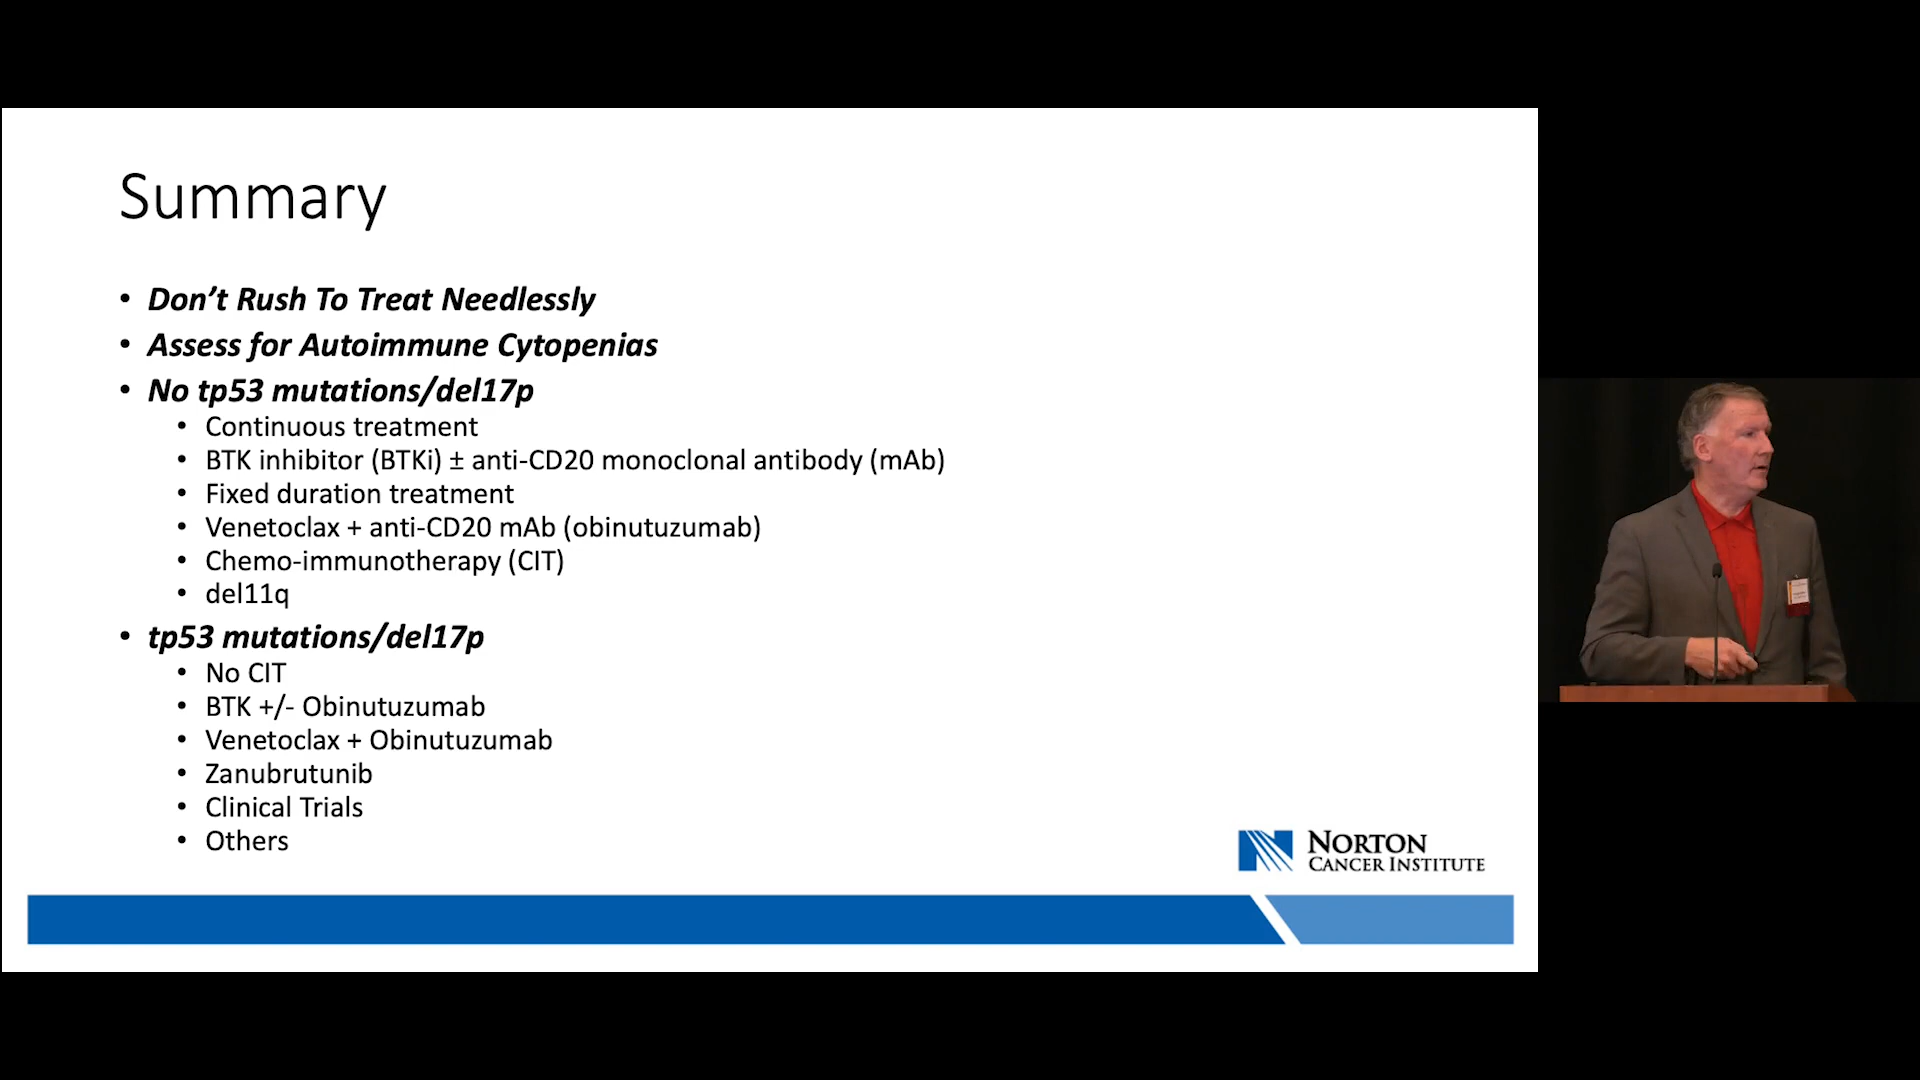 Summary
• Don’t Rush To Treat Needlessly
• Assess for Autoimmune Cytopenias
• No tp53 mutations/del17p
• Continuous treatment
• BTK inhibitor (BTKi) ± anti-CD20 monoclonal antibody (mAb)
• Fixed duration treatment
• Venetoclax + anti-CD20 mAb (obinutuzumab)
• Chemo-immunotherapy (CIT)
• del11q
• tp53 mutations/del17p
• No CIT
• BTK +/- Obinutuzumab
• Venetoclax + Obinutuzumab
• Zanubrutunib
• Clinical Trials
• Others
NORTON
CANCER INSTITUTE